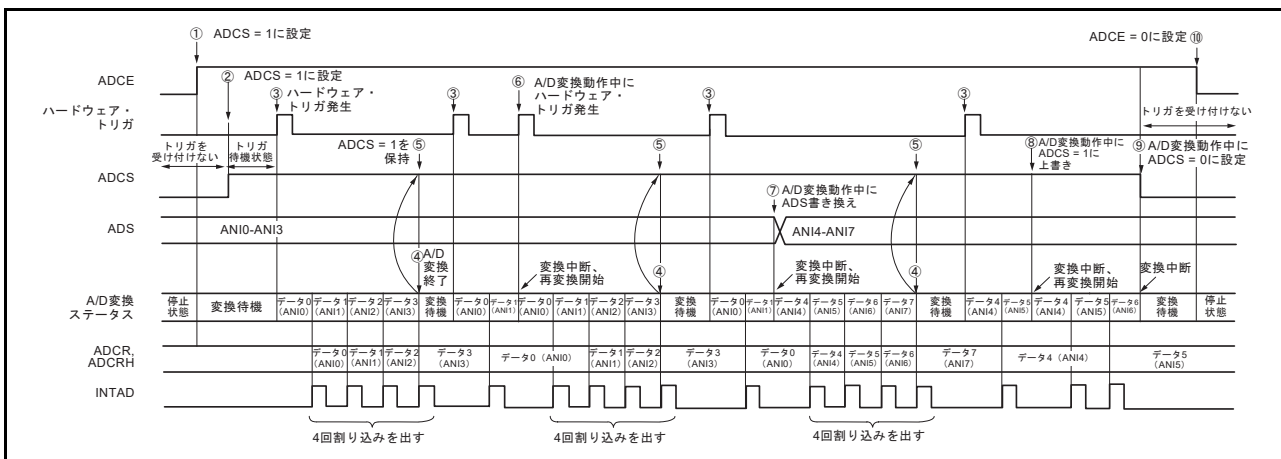 ① ADCS = 1に設定
ADCE = 0に設定 ⑩
ADCE
② ADCS = 1に設定
③ ハードウェア・
トリガ発生
③
⑥ A/D変換動作中に
ハードウェア・
トリガ発生
③
③
ハードウェア・
トリガ
トリガを
受け付けない
トリガ
待機状態
ADCS = 1を
保持
⑤
⑤
⑤
⑧ A/D変換動作中に
ADCS = 1に
上書き
トリガを受け付けない
⑨ A/D変換動作中に
ADCS = 0に設定
ADCS
⑦ A/D変換動作中に
ADS書き換え
ADS
ANI0-ANI3
ANI4-ANI7
④ A/D
変換
終了
変換中断、
再変換開始
④
変換中断、
再変換開始
④
変換中断、
再変換開始
変換中断
A/D変換
ステータス
停止
状態
変換待機
データ0
(ANI0)
データ1
(ANI1)
データ2
(ANI2)
データ3
(ANI3)
変換
待機
データ0
(ANI0)
データ1
(ANI1)
データ0
(ANI0)
データ1
(ANI1)
データ2
(ANI2)
データ3
(ANI3)
変換
待機
データ0
(ANI0)
データ1
(ANI1)
データ4
(ANI4)
データ5
(ANI5)
データ6
(ANI6)
データ7
(ANI7)
変換
待機
データ4
(ANI4)
データ5
(ANI5)
データ4
(ANI4)
データ5
(ANI5)
データ6
(ANI6)
変換
待機
停止
状態
ADCR,
ADCRH
データ0
(ANI0)
データ1
(ANI1)
データ2
(ANI2)
データ3
(ANI3)
データ0 (ANI0)
データ1
(ANI1)
データ2
(ANI2)
データ3
(ANI3)
データ0
(ANI0)
データ4
(ANI4)
データ5
(ANI5)
データ6
(ANI6)
データ7
(ANI7)
データ4 (ANI4)
データ5
(ANI5)
INTAD
4回割り込みを出す
4回割り込みを出す
4回割り込みを出す